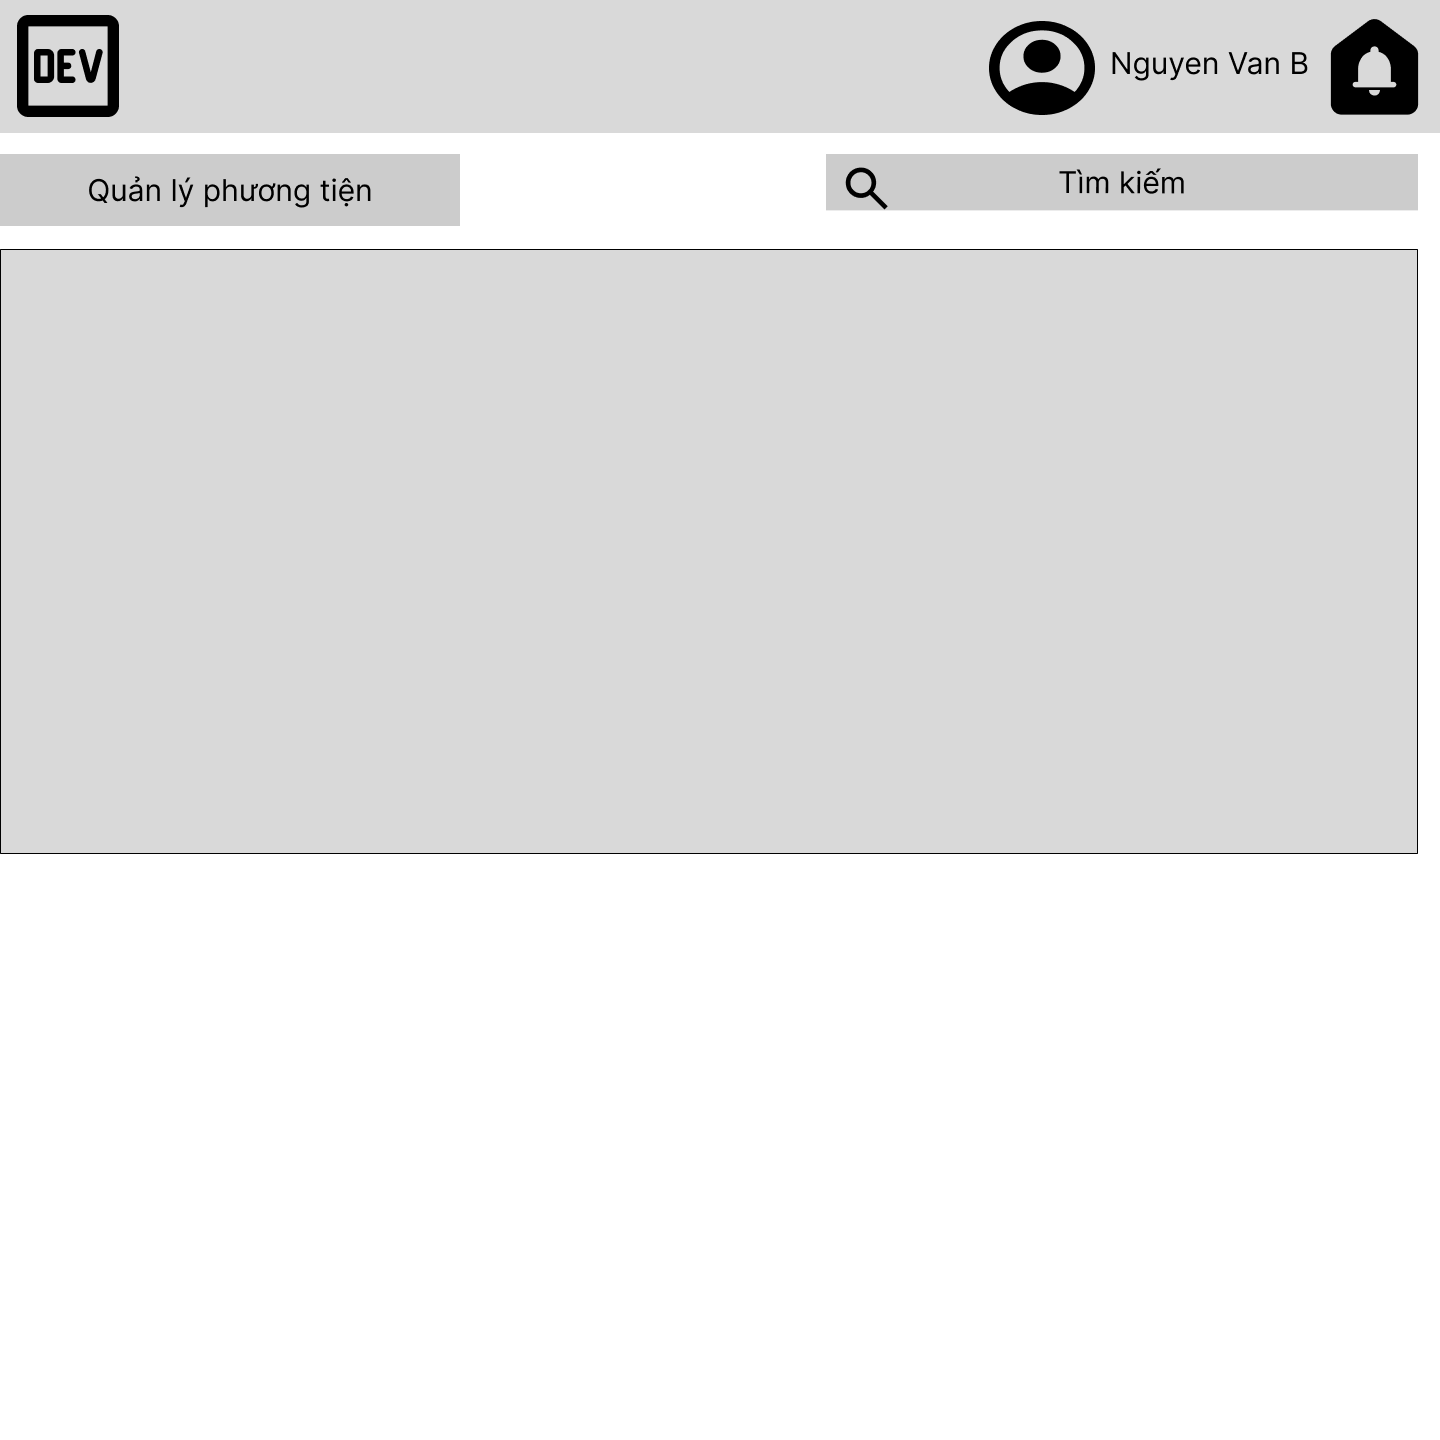 DEV
Nguyen Van B
Quản lý phương tiện
Tìm kiếm